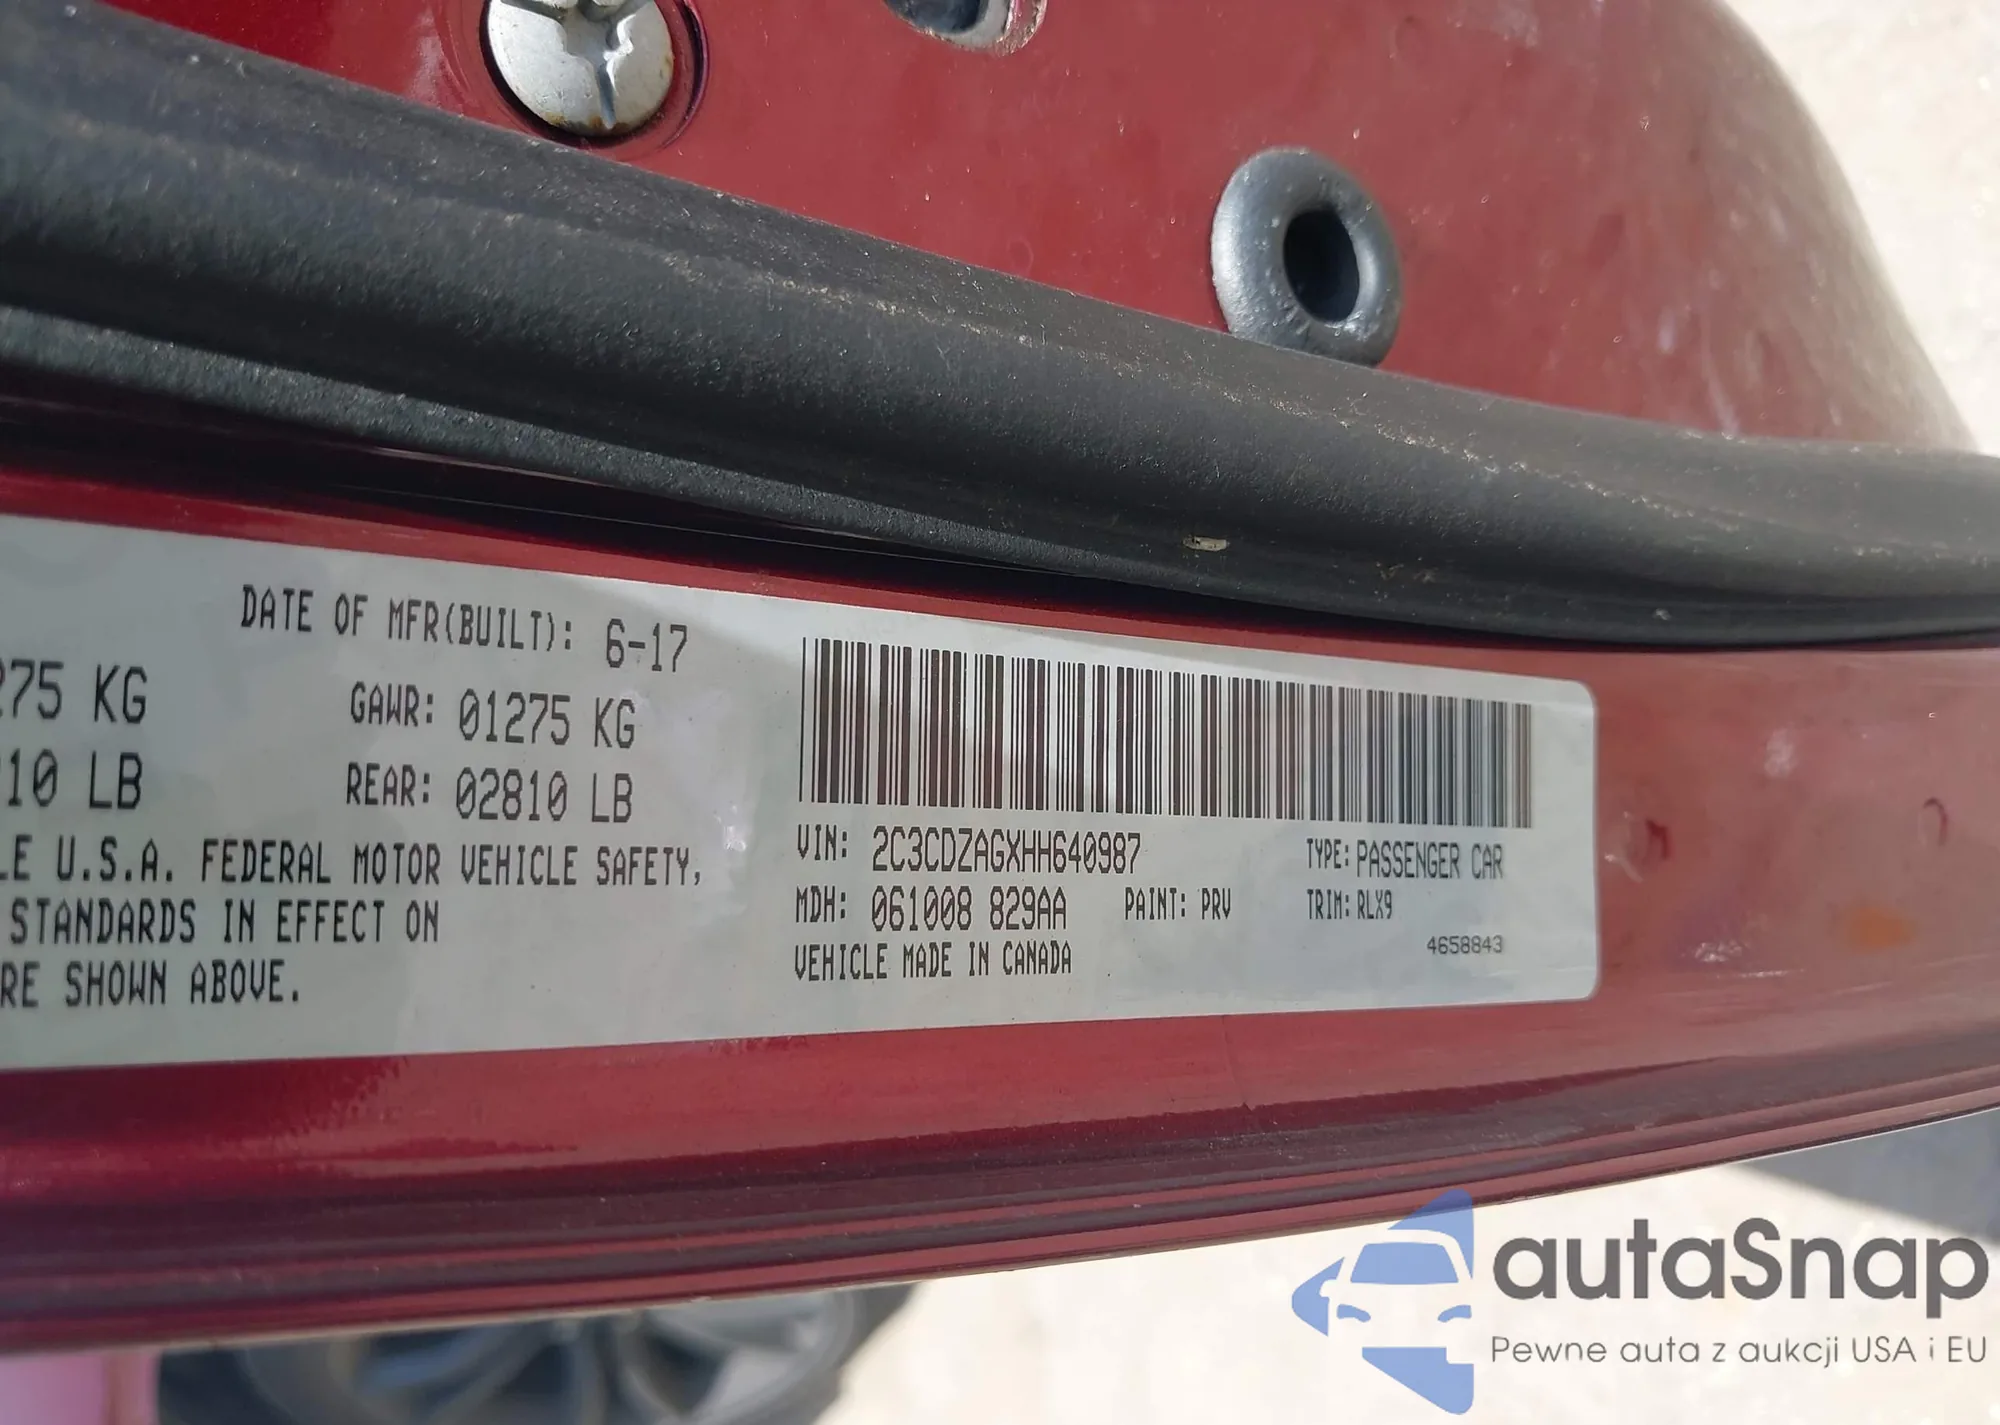 DATE OF MFR(BUILT): 6-17
275 KG GAWR: 01275 KG
10 LB REAR: 02810 LB
LE U.S.A. FEDERAL MOTOR VEHICLE SAFETY,
STANDARDS IN EFFECT ON
RE SHOWN ABOVE.
VIN: 2C3CDZAGXHH640987 TYPE: PASSENGER CAR
MDH: 061008 829AA PAINT: PRV TRIM: RLX9
VEHICLE MADE IN CANADA 4658843
autaSnap
Pewne auta z aukcji USA i EU